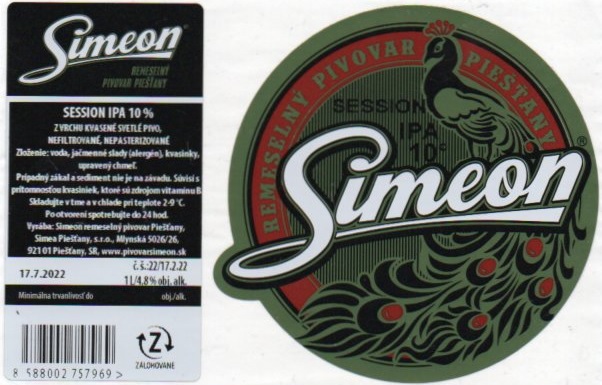 Simeon
REMESELNÝ
PIVOVAR PIEŠŤANY
SESSION IPA 10 %
Z VRCHU KVASENÉ SVETLÉ PIVO,
NEFILTROVANÉ, NEPASTERIZOVANÉ
Zloženie: voda, jačmenné slady (alergén), kvasinky,
upravený chmeľ.
Prípadný zákal a sediment nie je na závadu. Súvisí s
prítomnosťou kvasiniek, ktoré sú zdrojom vitamínu B
Skladujte v tme a v chlade pri teplote 2-9 °C.
Po otvorení spotrebujte do 24 hod.
Výrába: Simeon remeselný pivovar Piešťany,
Simea Piešťany, s.r.o., Mlynská 5026/26,
921 01 Piešťany, SR, www.pivovarsimeon.sk
č.š.:22/17.2.22
17.7.2022
1 L/4,8% obj. alk.
Minimálna trvanlivosť do
obj./alk.
Z
ZÁLOHOVANÉ
8 588002 757969 >
REMESELNÝ PIVOVAR PIEŠŤANY
SESSION
IPA
10°
Simeon®